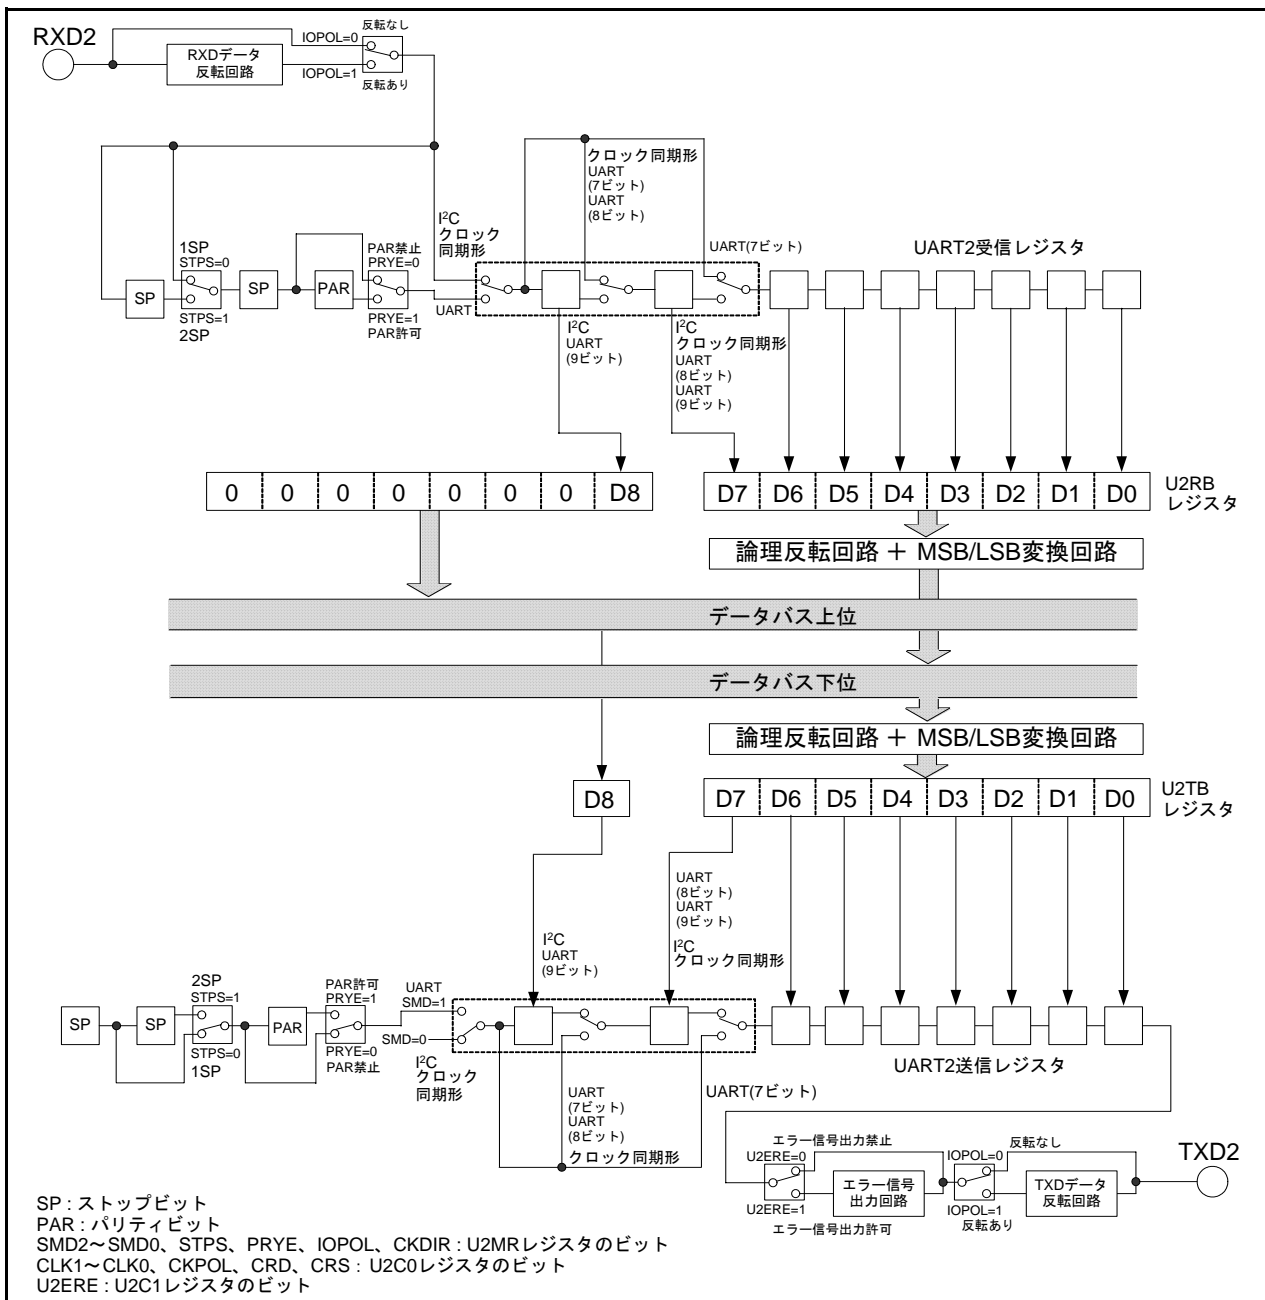 RXD2
反転なし
IOPOL=0
RXDデータ
反転回路
IOPOL=1
反転あり
クロック同期形
UART
(7ビット)
UART
(8ビット)
I²C
クロック
同期形
1SP
STPS=0
PAR禁止
PRYE=0
UART(7ビット)
UART2受信レジスタ
SP
SP
PAR
STPS=1
2SP
PRYE=1
PAR許可
UART
I²C
UART
(9ビット)
I²C
クロック同期形
UART
(8ビット)
UART
(9ビット)
0 0 0 0 0 0 0 D8
D7 D6 D5 D4 D3 D2 D1 D0
U2RB
レジスタ
論理反転回路 + MSB/LSB変換回路
データバス上位
データバス下位
論理反転回路 + MSB/LSB変換回路
D8
D7 D6 D5 D4 D3 D2 D1 D0
U2TB
レジスタ
UART
(8ビット)
UART
(9ビット)
I²C
クロック同期形
I²C
UART
(9ビット)
2SP
STPS=1
PAR許可
PRYE=1
UART
SMD=1
SP
SP
PAR
SMD=0
STPS=0
1SP
PRYE=0
PAR禁止
I²C
クロック
同期形
UART2送信レジスタ
UART
(7ビット)
UART
(8ビット)
クロック同期形
UART(7ビット)
エラー信号出力禁止
U2ERE=0
IOPOL=0
反転なし
TXD2
エラー信号
出力回路
TXDデータ
反転回路
U2ERE=1
エラー信号出力許可
IOPOL=1
反転あり
SP : ストップビット
PAR : パリティビット
SMD2～SMD0、STPS、PRYE、IOPOL、CKDIR : U2MRレジスタのビット
CLK1～CLK0、CKPOL、CRD、CRS : U2C0レジスタのビット
U2ERE : U2C1レジスタのビット